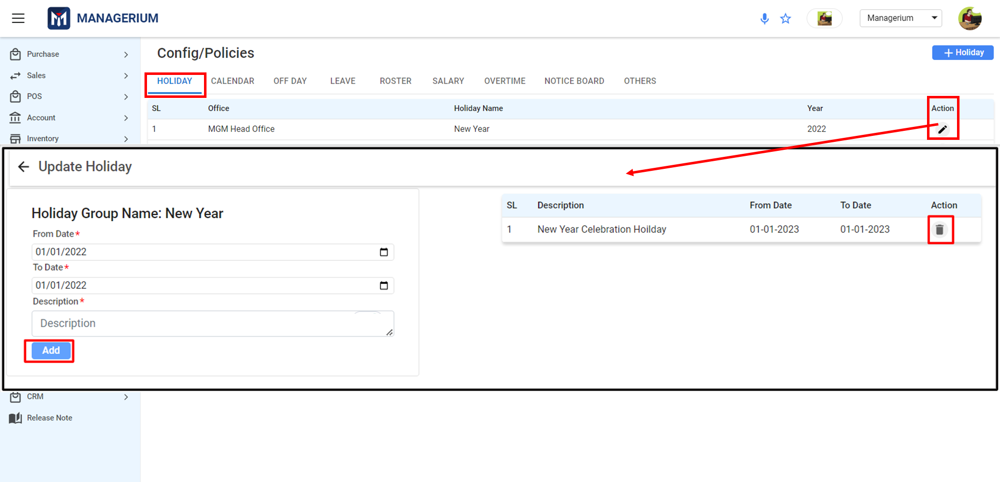 MANAGERIUM
Managerium
Purchase
Sales
POS
Account
Inventory
Config/Policies
+ Holiday
HOLIDAY CALENDAR OFF DAY LEAVE ROSTER SALARY OVERTIME NOTICE BOARD OTHERS
SL Office Holiday Name Year Action
1 MGM Head Office New Year 2022
Update Holiday
Holiday Group Name: New Year
From Date*
01/01/2022
To Date*
01/01/2022
Description*
Description
Add
SL Description From Date To Date Action
1 New Year Celebration Hoilday 01-01-2023 01-01-2023
CRM
Release Note